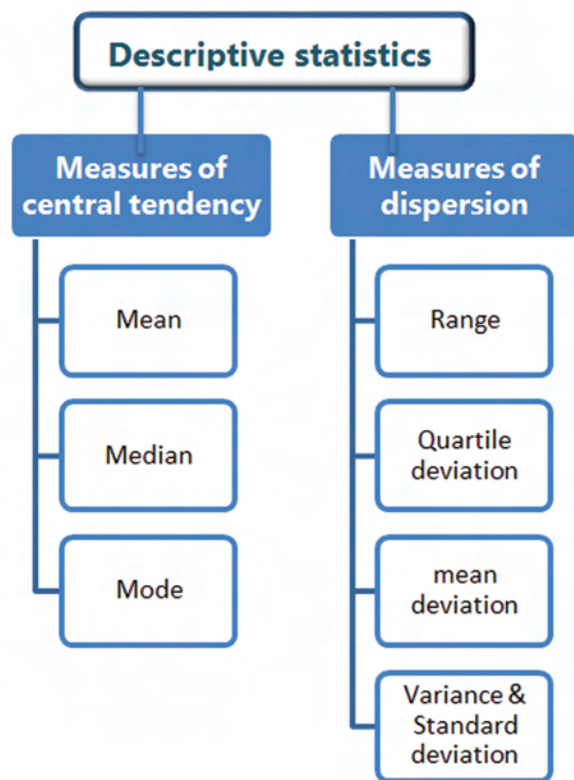 Descriptive statistics
Measures of
central tendency
Mean
Median
Mode
Measures of
dispersion
Range
Quartile
deviation
mean
deviation
Variance &
Standard
deviation